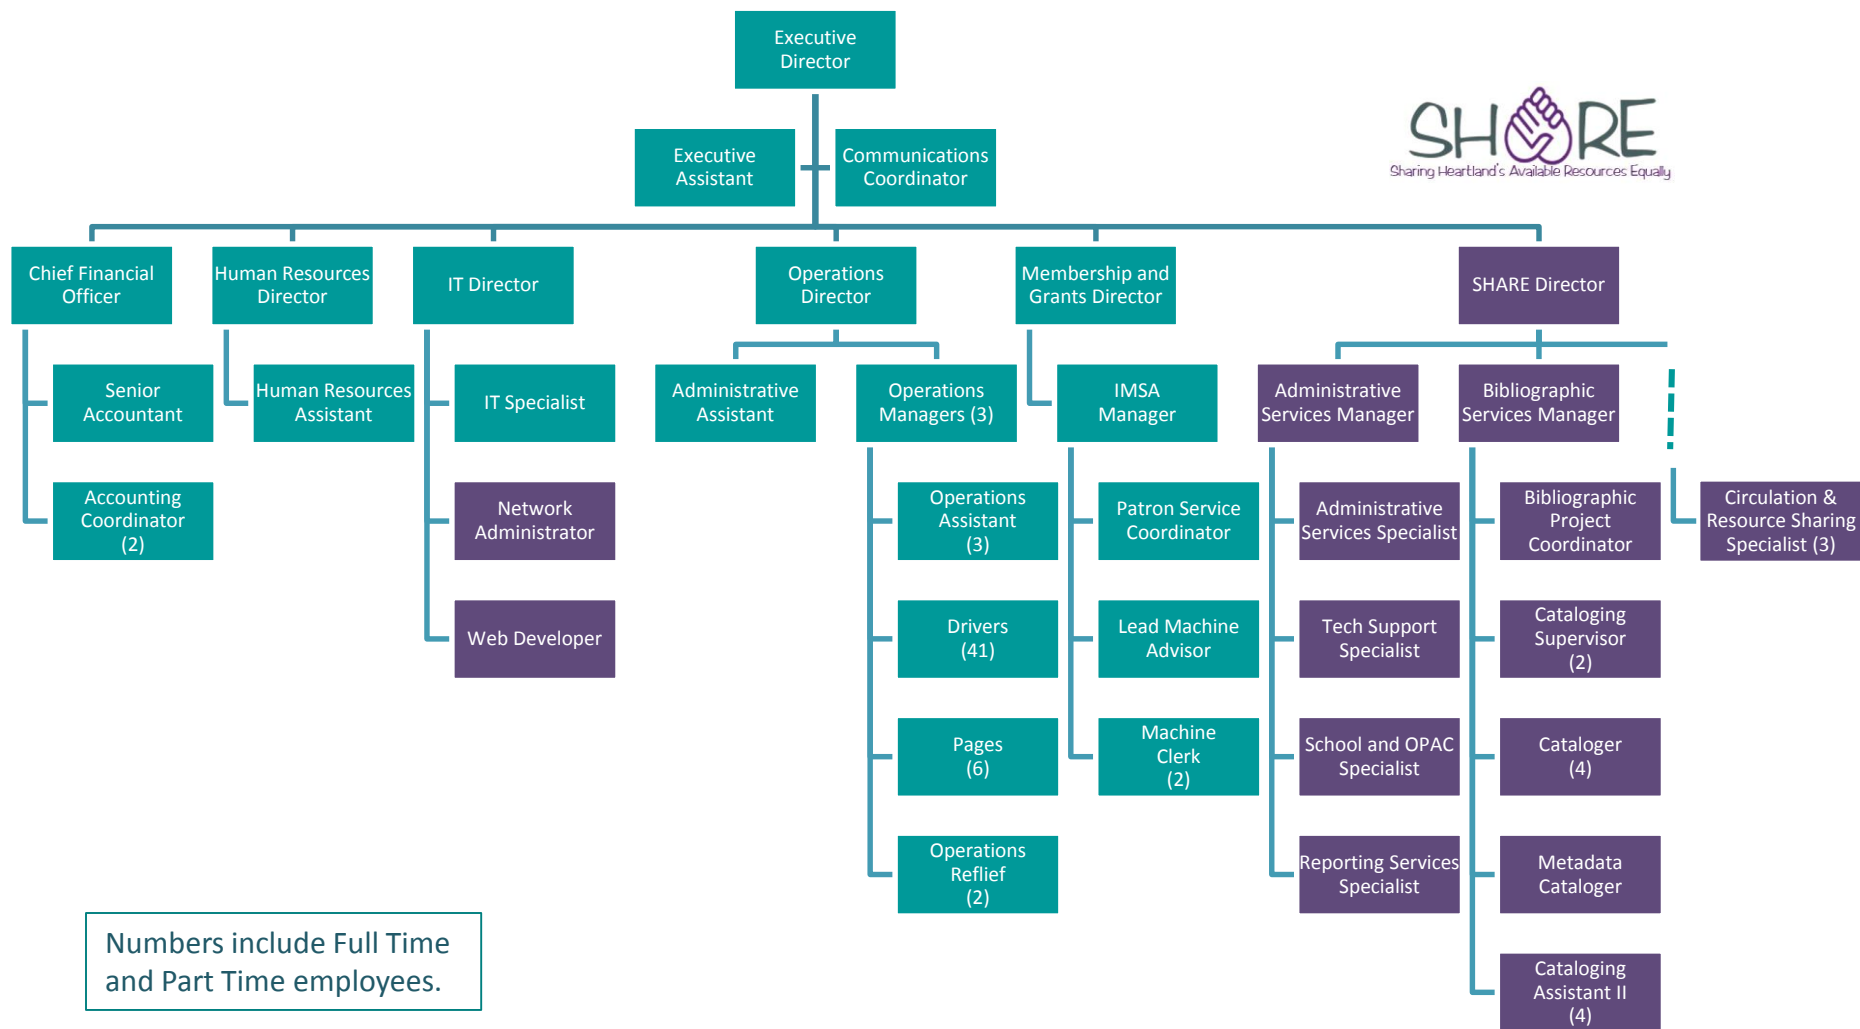 Executive
Director
SHARE
Sharing Heartland's Available Resources Equally
Executive
Assistant
Communications
Coordinator
Chief Financial
Officer
Human Resources
Director
IT Director
Operations
Director
Membership and
Grants Director
SHARE Director
Senior
Accountant
Human Resources
Assistant
IT Specialist
Administrative
Assistant
Operations
Managers (3)
IMSA
Manager
Administrative
Services Manager
Bibliographic
Services Manager
Accounting
Coordinator
(2)
Network
Administrator
Operations
Assistant
(3)
Patron Service
Coordinator
Administrative
Services Specialist
Bibliographic
Project
Coordinator
Circulation &
Resource Sharing
Specialist (3)
Web Developer
Drivers
(41)
Lead Machine
Advisor
Tech Support
Specialist
Cataloging
Supervisor
(2)
Pages
(6)
Machine
Clerk
(2)
School and OPAC
Specialist
Cataloger
(4)
Operations
Reflief
(2)
Reporting Services
Specialist
Metadata
Cataloger
Numbers include Full Time
and Part Time employees.
Cataloging
Assistant II
(4)